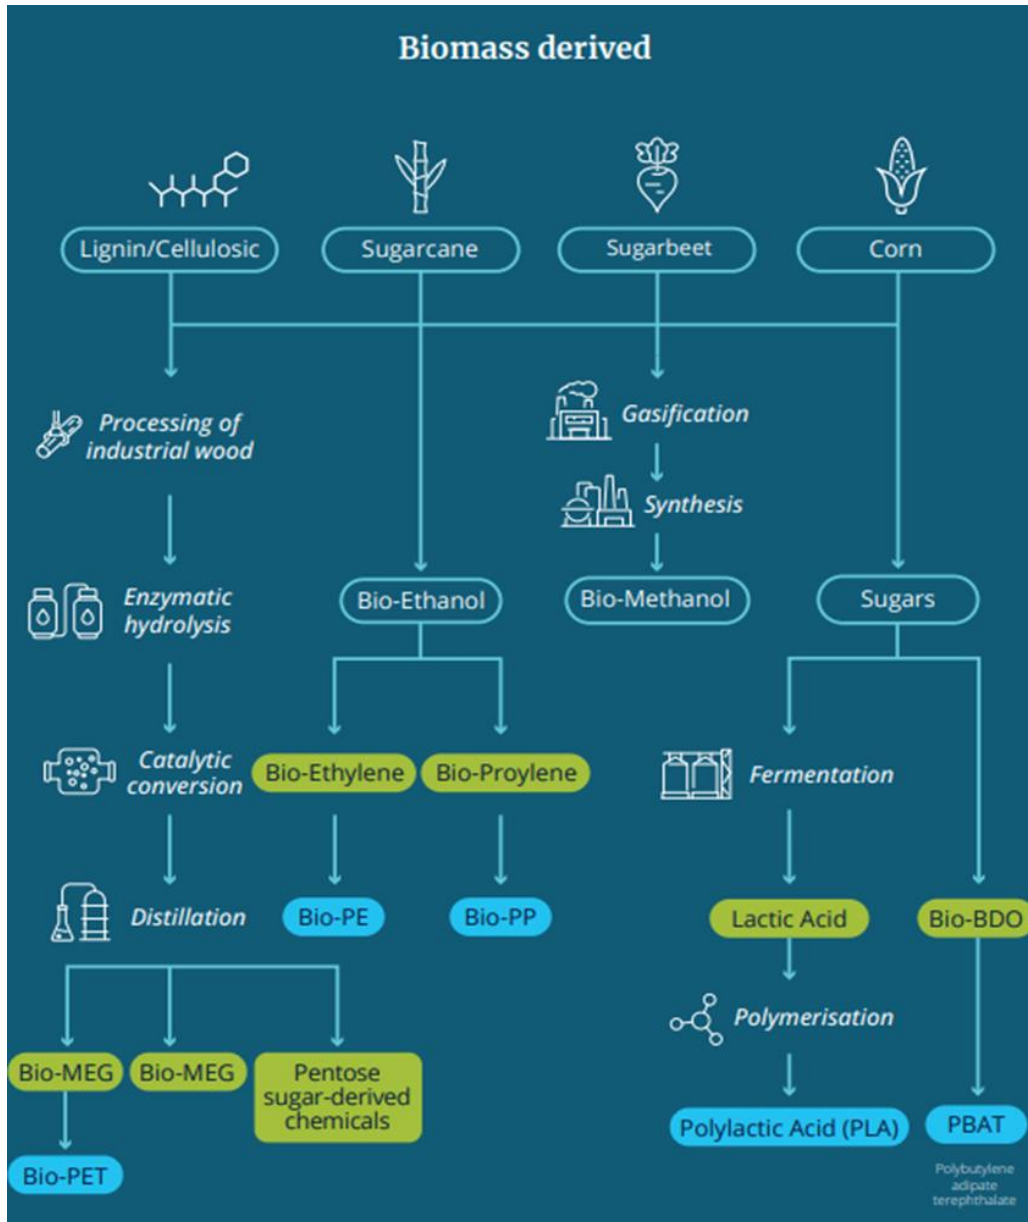 Biomass derived
Lignin/Cellulosic
Sugarcane
Sugarbeet
Corn
Processing of
industrial wood
Gasification
Synthesis
Enzymatic
hydrolysis
Bio-Ethanol
Bio-Methanol
Sugars
Catalytic
conversion
Bio-Ethylene
Bio-Proylene
Fermentation
Distillation
Bio-PE
Bio-PP
Lactic Acid
Bio-BDO
Polymerisation
Bio-MEG
Bio-MEG
Pentose
sugar-derived
chemicals
Polylactic Acid (PLA)
PBAT
Bio-PET
Polybutylene
adipate
terephthalate